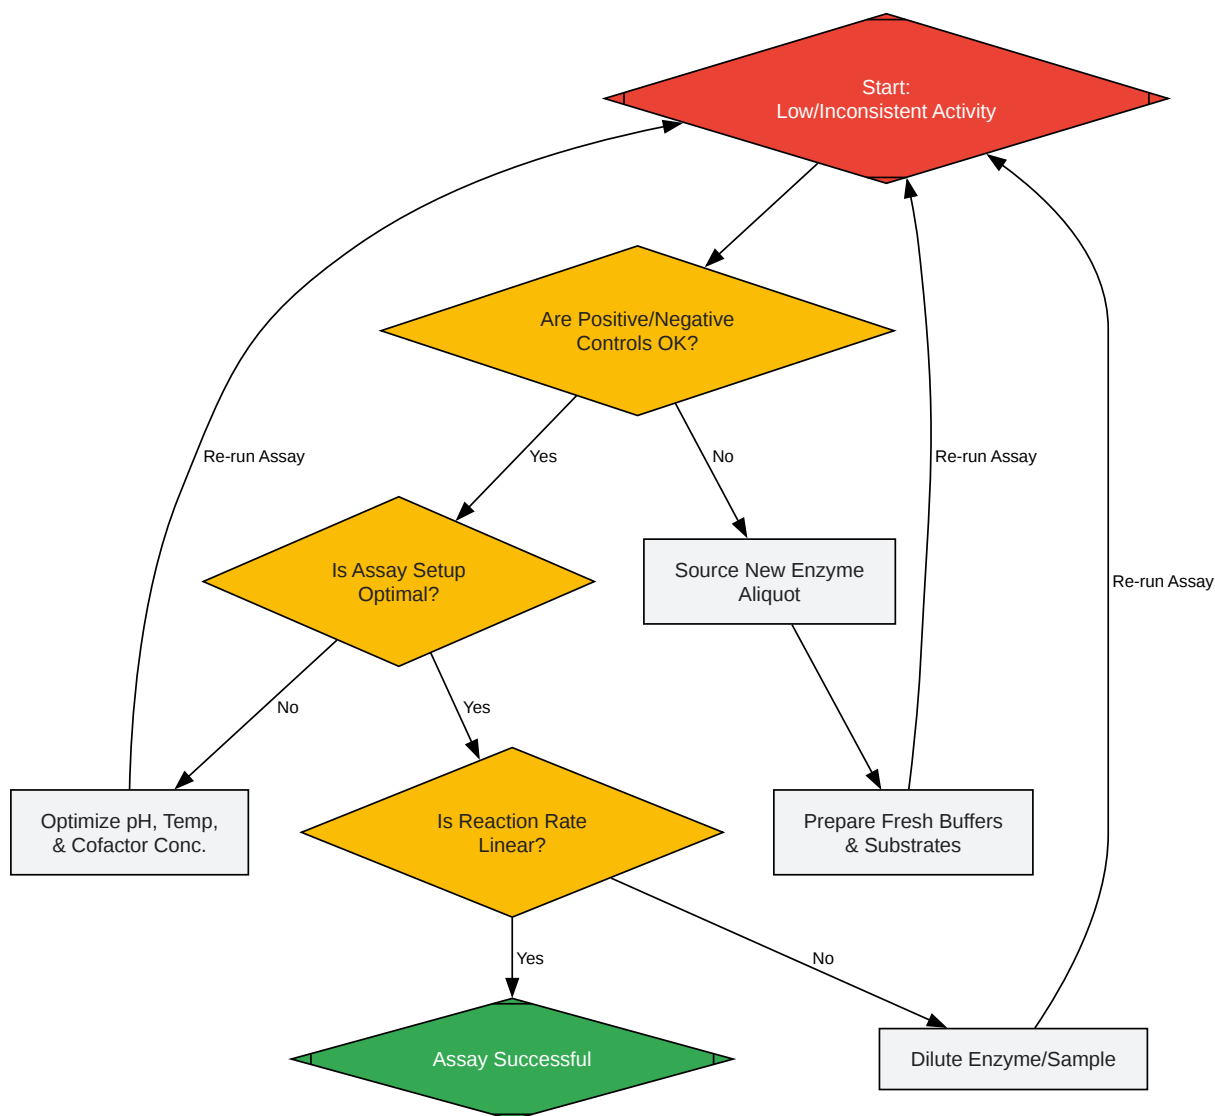 Start:
Low/Inconsistent Activity
Are Positive/Negative
Controls OK?
Re-run Assay
Yes
No
Re-run Assay
Is Assay Setup
Optimal?
Source New Enzyme
Aliquot
Re-run Assay
No
Yes
Optimize pH, Temp,
& Cofactor Conc.
Is Reaction Rate
Linear?
Prepare Fresh Buffers
& Substrates
Yes
No
Assay Successful
Dilute Enzyme/Sample